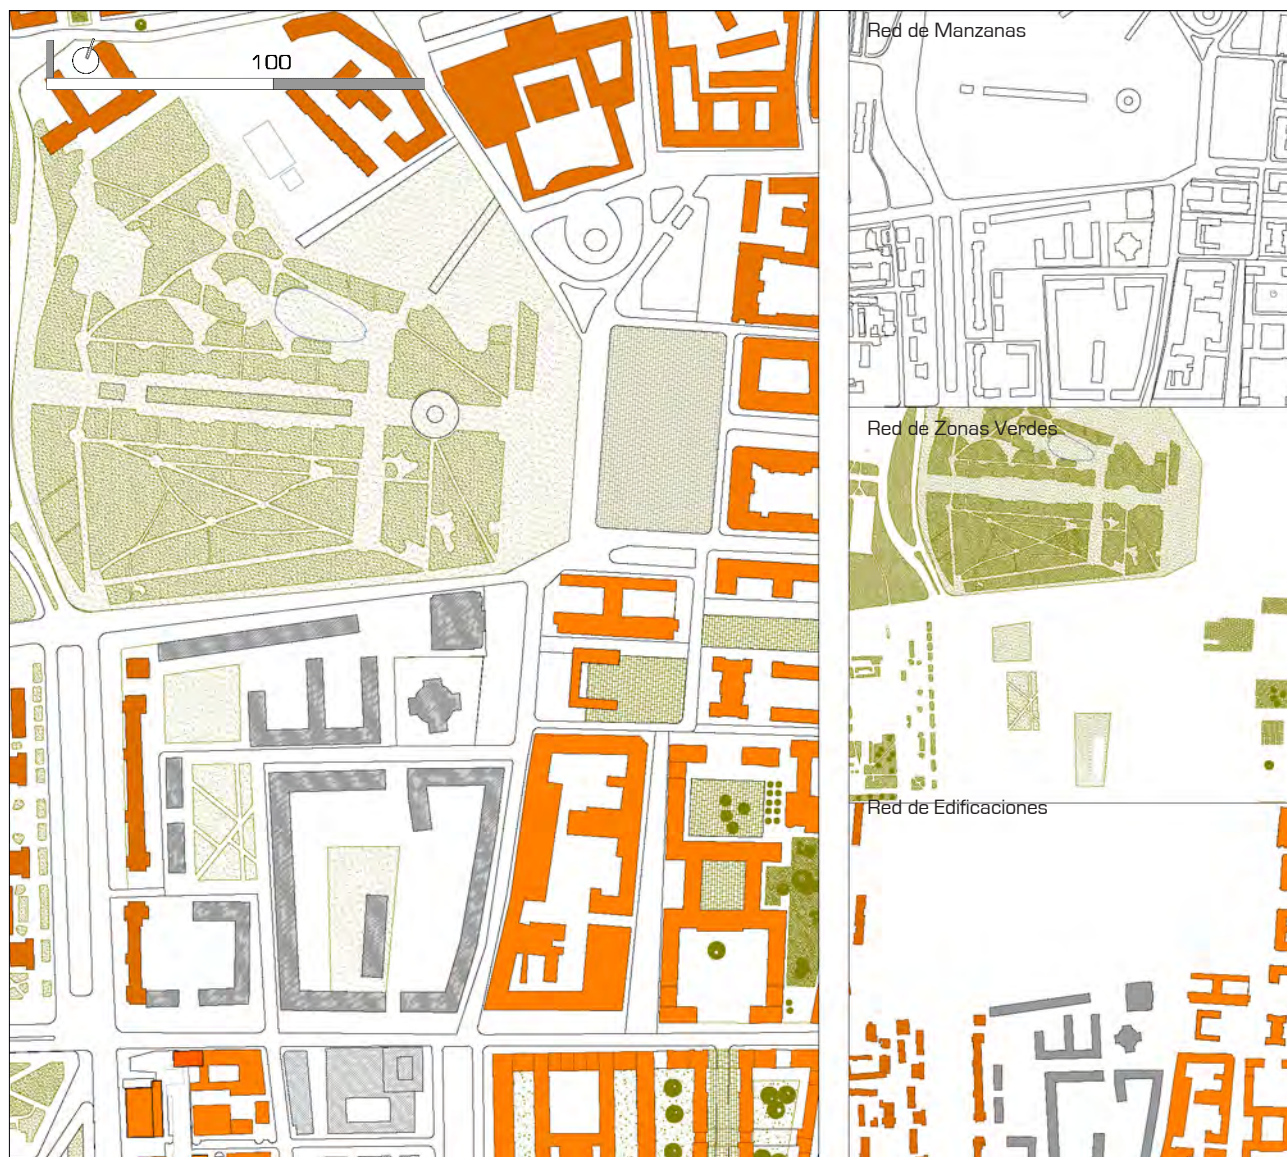 100
Red de Manzanas
Red de Zonas Verdes
Red de Edificaciones